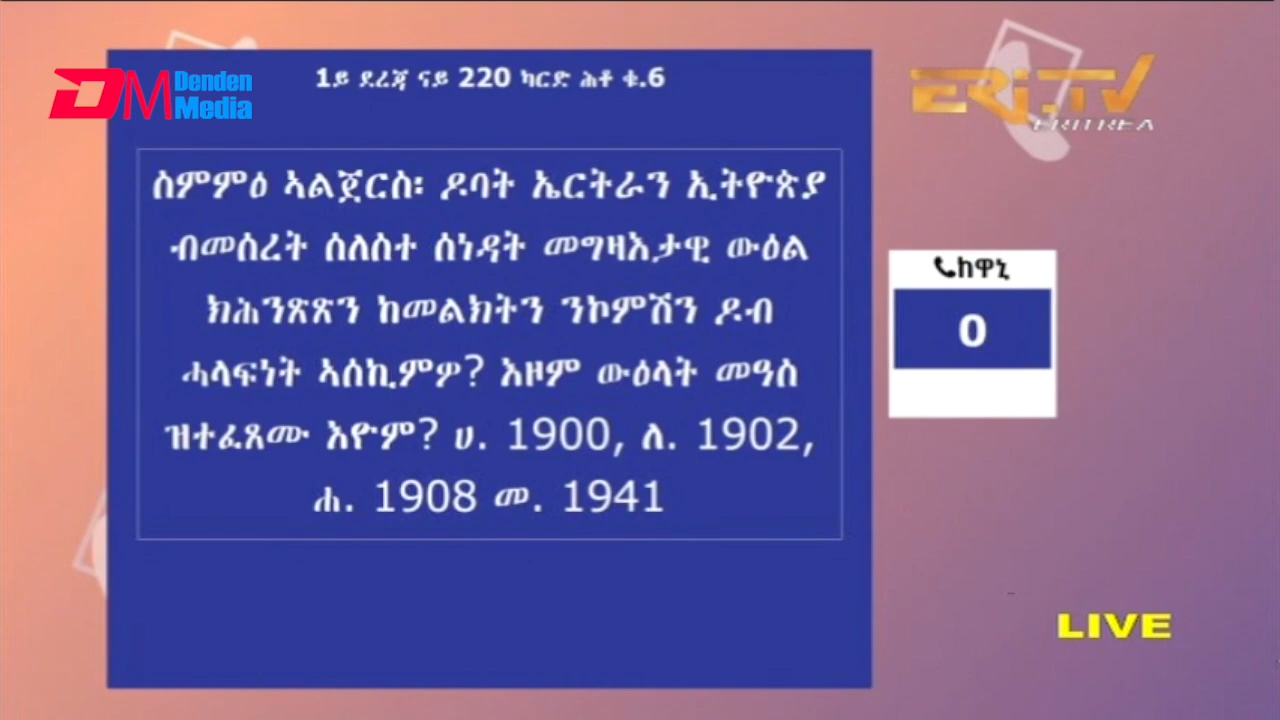 DM Denden Media
1ይ ደረጃ ናይ 220 ካርድ ሕቶ ቁ.6
ERi.TV
ERITREA
ስምምዕ ኣልጀርስ፡ ዶባት ኤርትራን ኢትዮጵያ
ብመሰረት ሰለስተ ሰነዳት መግዛእታዊ ውዕል
ክሕንጽጽን ከመልክትን ንኮምሽን ዶብ
ሓላፍነት ኣሰኪምዎ? እዞም ውዕላት መዓስ
ዝተፈጸሙ እዮም? ሀ. 1900, ለ. 1902,
ሐ. 1908 መ. 1941
ከዋኒ
0
LIVE